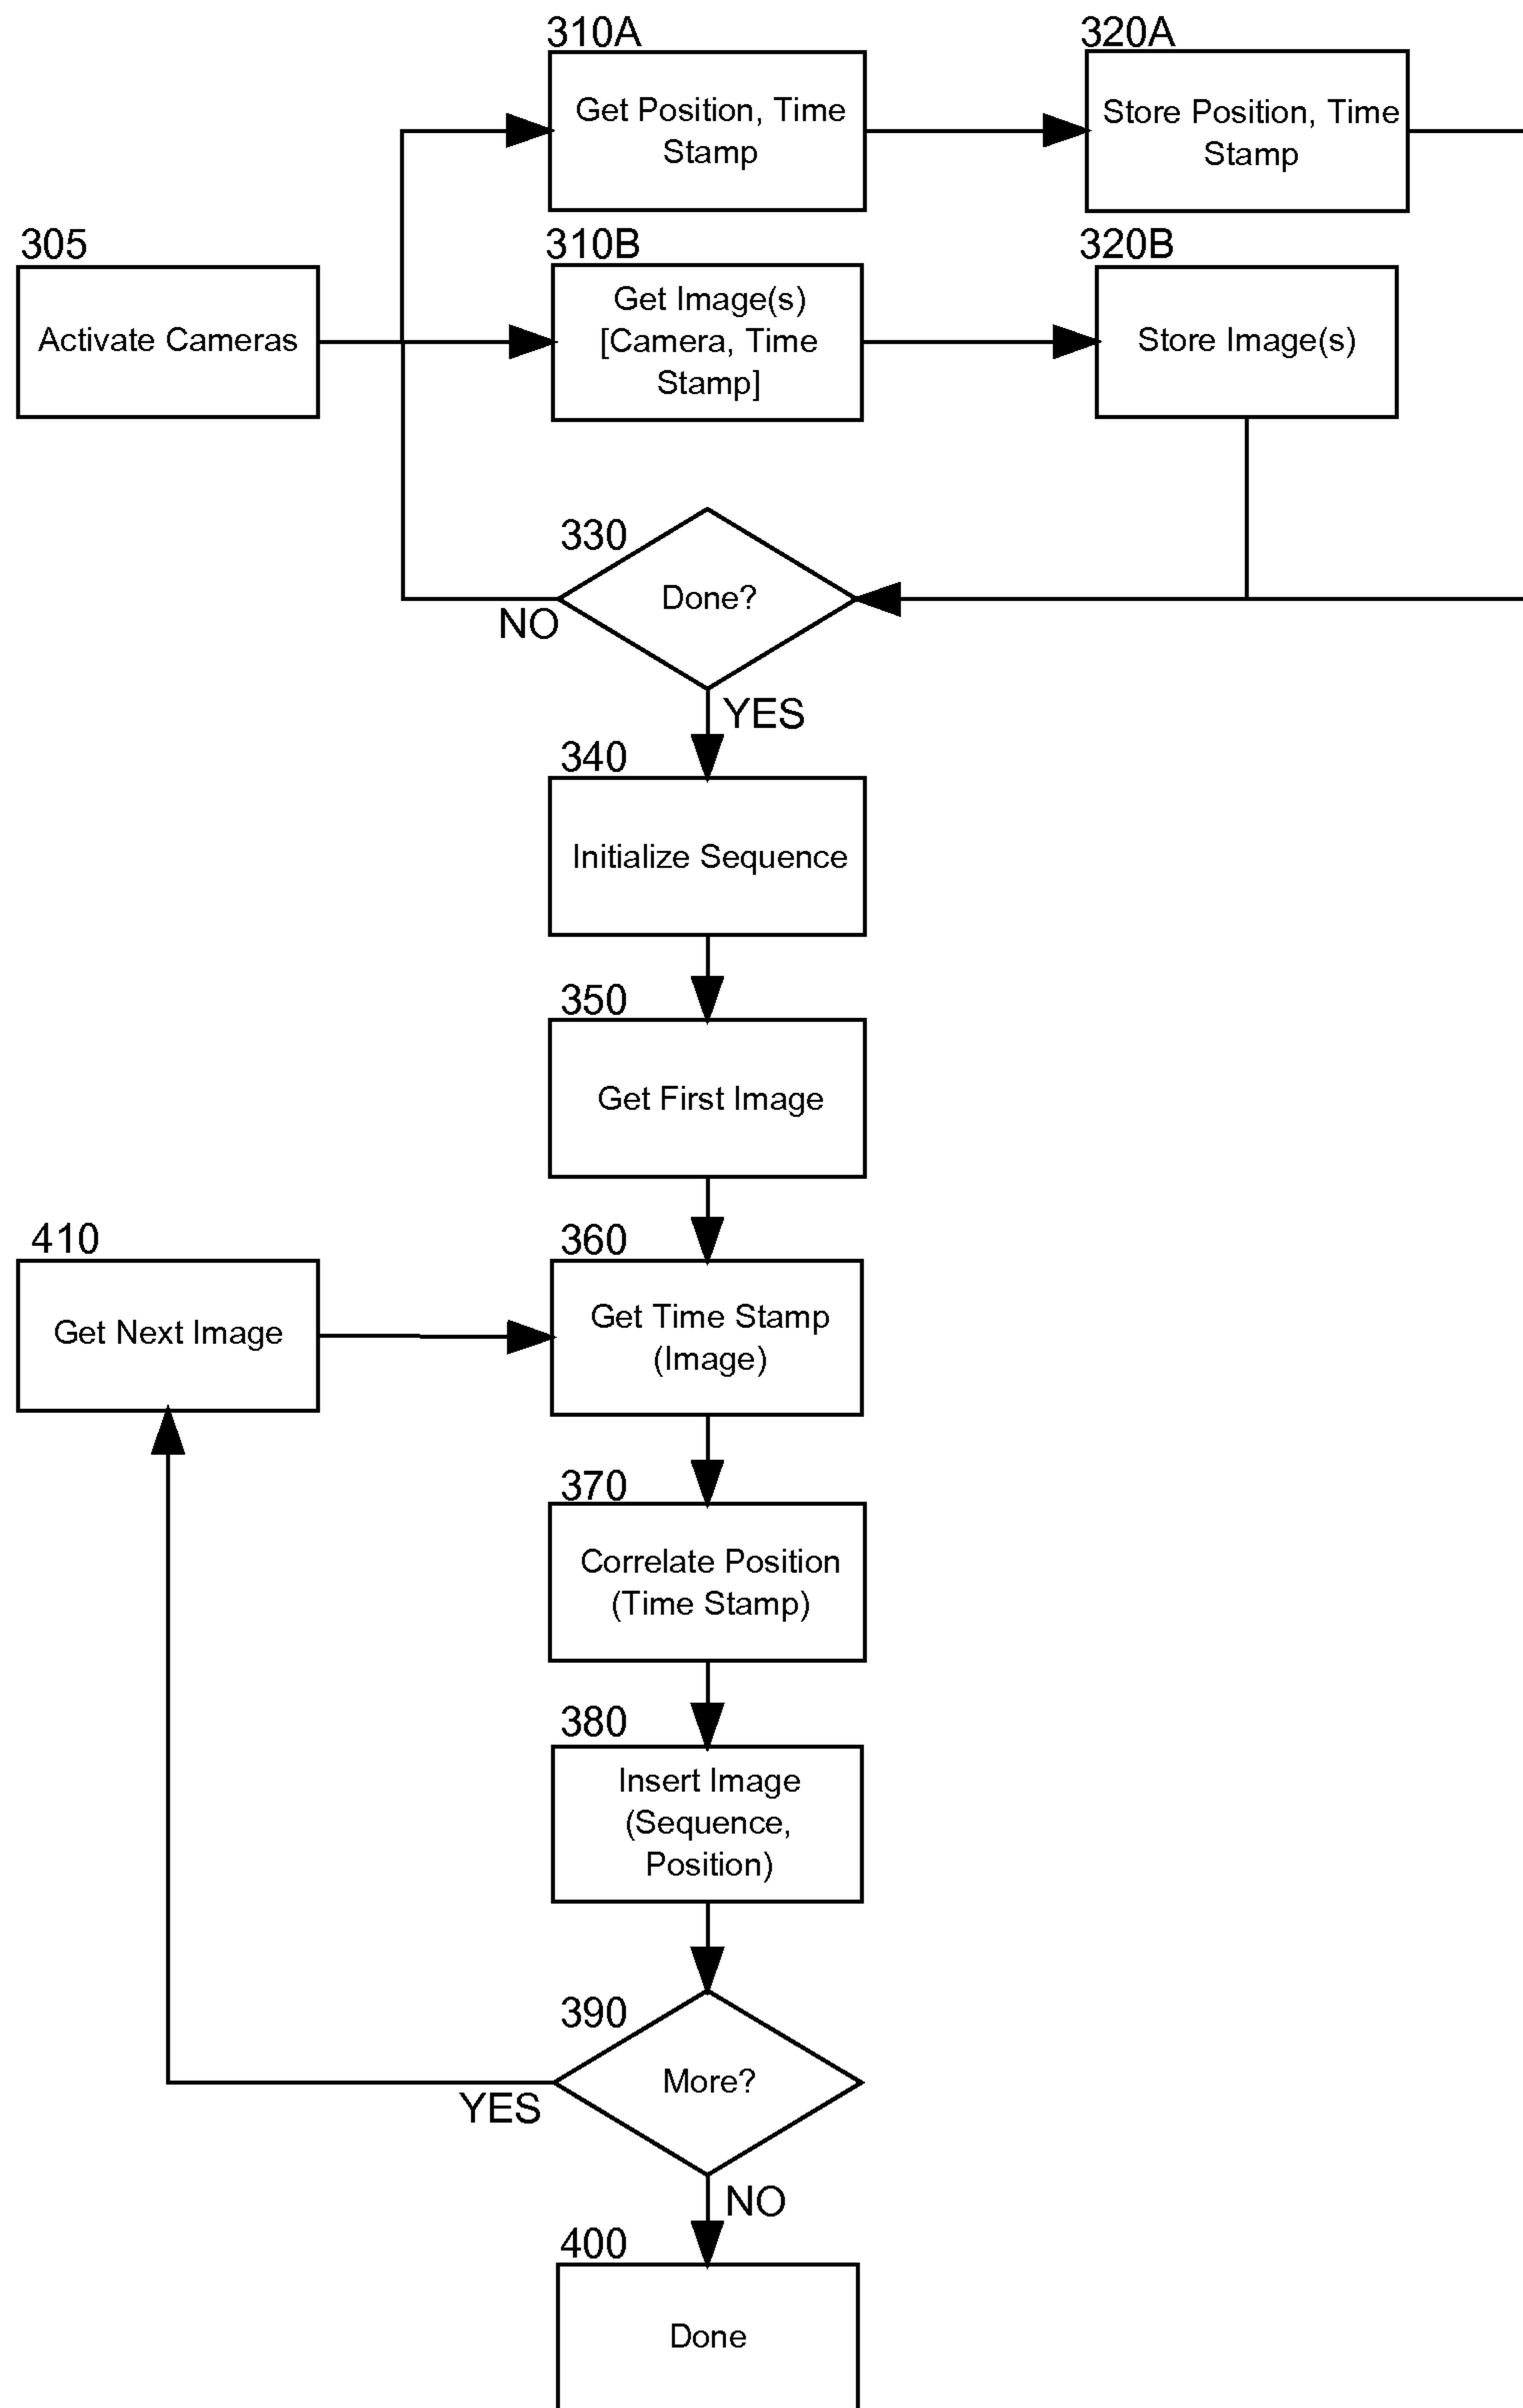 310A
Get Position, Time
Stamp
320A
Store Position, Time
Stamp
305
Activate Cameras
310B
Get Image(s)
[Camera, Time
Stamp]
320B
Store Image(s)
330
Done?
NO
YES
340
Initialize Sequence
350
Get First Image
410
Get Next Image
360
Get Time Stamp
(Image)
370
Correlate Position
(Time Stamp)
380
Insert Image
(Sequence,
Position)
390
More?
YES
NO
400
Done